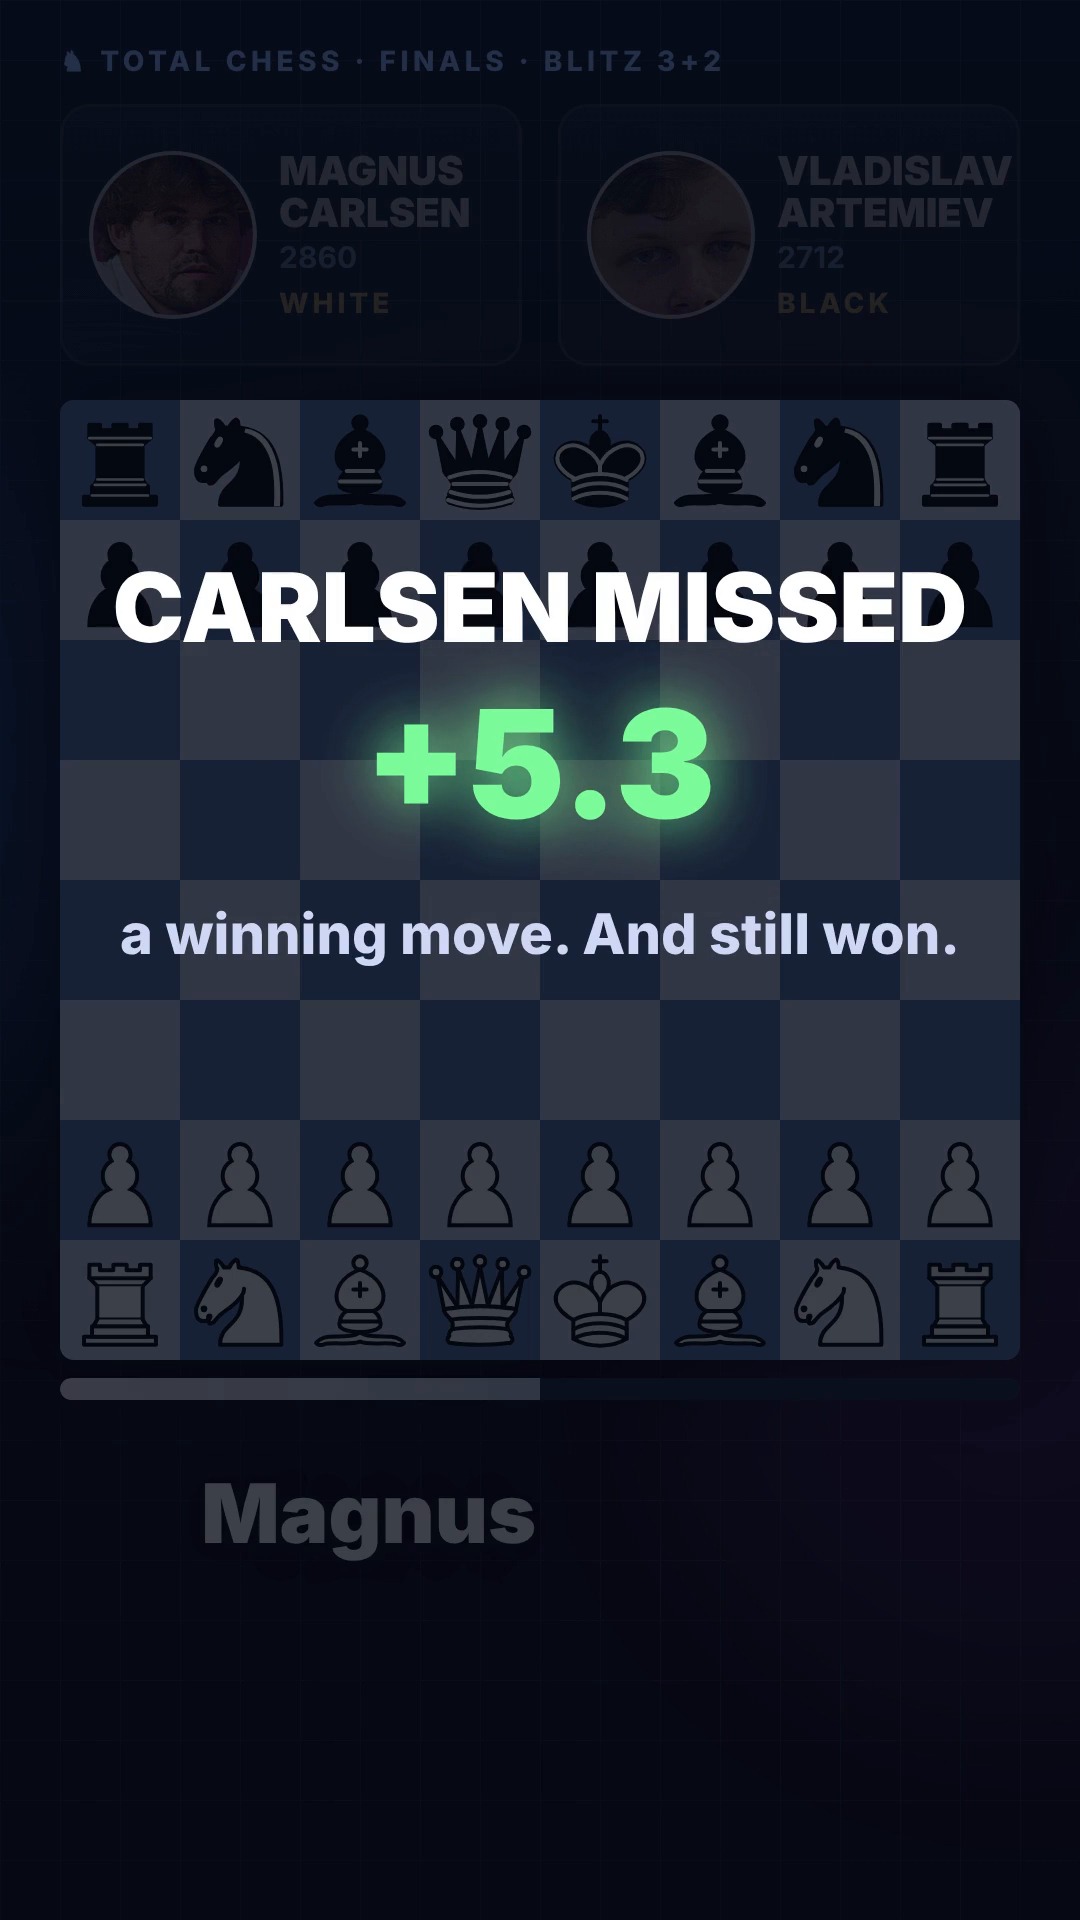 ♞ TOTAL CHESS · FINALS · BLITZ 3+2
MAGNUS
CARLSEN
2860
WHITE
VLADISLAV
ARTEMIEV
2712
BLACK
CARLSEN MISSED
+5.3
a winning move. And still won.
Magnus